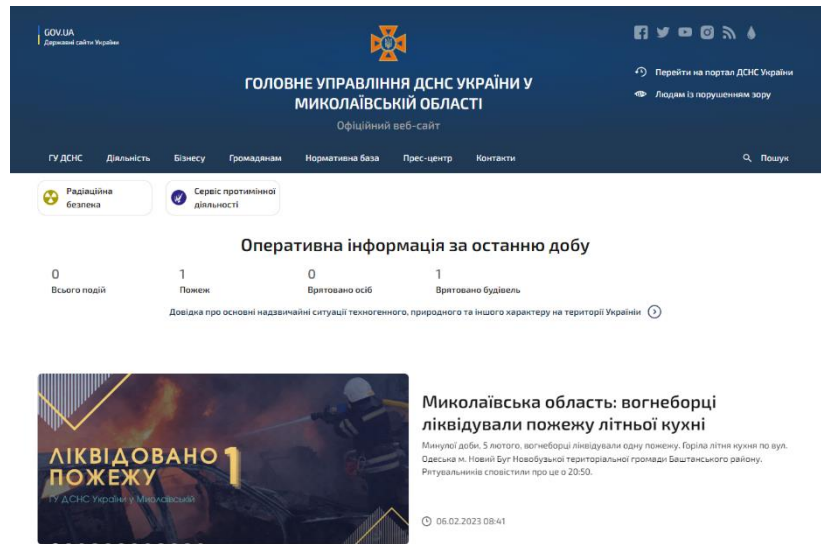 GOV.UA
Державні сайти України
ГОЛОВНЕ УПРАВЛІННЯ ДСНС УКРАЇНИ У
МИКОЛАЇВСЬКІЙ ОБЛАСТІ
Офіційний веб-сайт
Перейти на портал ДСНС України
Людям із порушенням зору
ГУ ДСНС Діяльність Бізнесу Громадянам Нормативна база Прес-центр Контакти Пошук
Радіаційна
безпека
Сервіс протимінної
діяльності
Оперативна інформація за останню добу
0 1 0 1
Всього подій Пожеж Врятовано осіб Врятовано будівель
Довідка про основні надзвичайні ситуації техногенного, природного та іншого характеру на території України
ЛІКВІДОВАНО 1
ПОЖЕЖУ
ГУ ДСНС України у Миколаївській
Миколаївська область: вогнеборці
ліквідували пожежу літньої кухні
Минулої доби, 5 лютого, вогнеборці ліквідували одну пожежу. Горіла літня кухня по вул.
Одеська м. Новий Буг Новобузької територіальної громади Баштанського району.
Рятувальників сповістили про це о 20:50.
06.02.2023 08:41